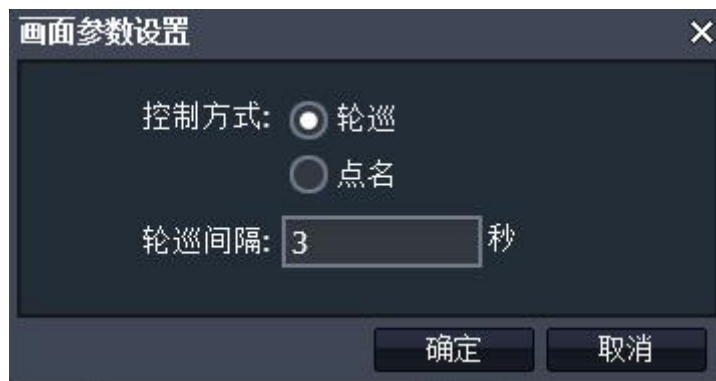 画面参数设置
控制方式: 轮巡
点名
轮巡间隔: 3 秒
确定 取消